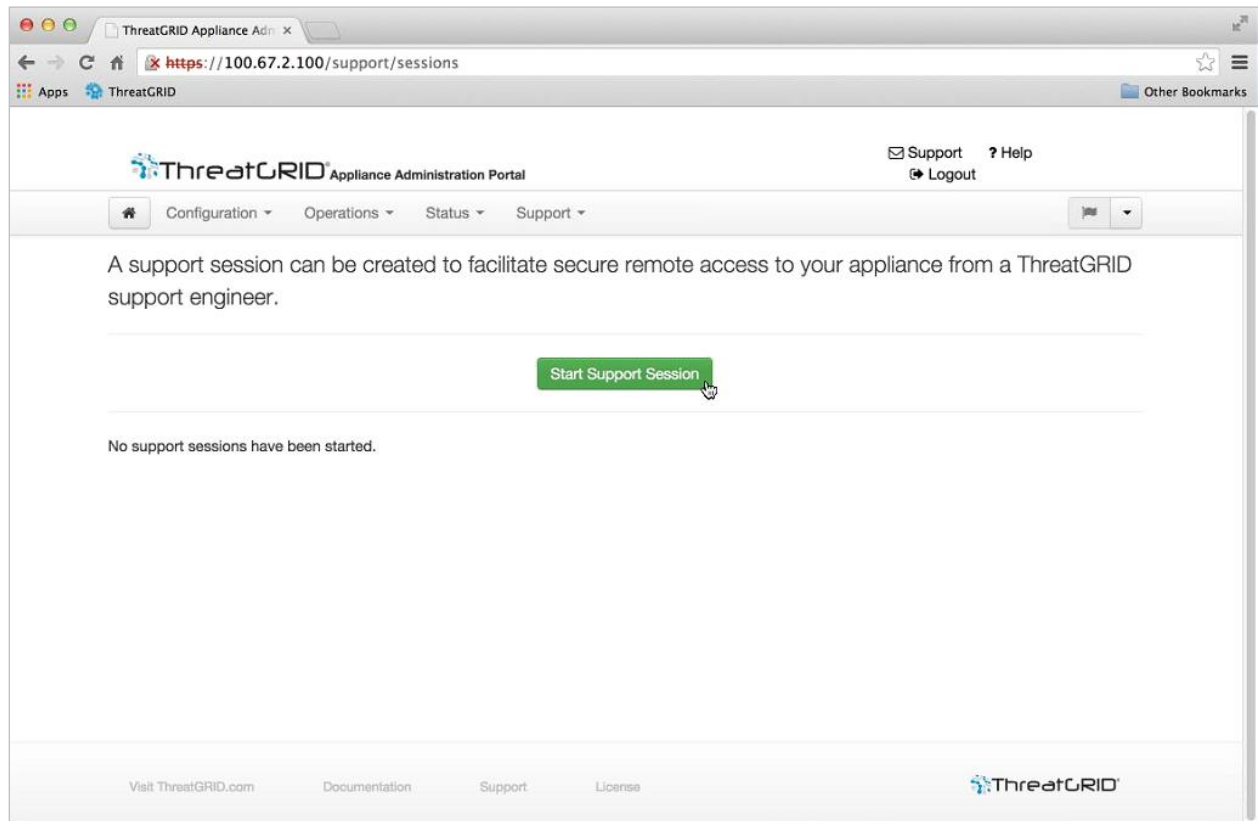 ThreatGRID Appliance Adn
https://100.67.2.100/support/sessions
Apps ThreatGRID Other Bookmarks
ThreatGRID Appliance Administration Portal
Support ? Help
Logout
Configuration Operations Status Support
A support session can be created to facilitate secure remote access to your appliance from a ThreatGRID
support engineer.
Start Support Session
No support sessions have been started.
Visit ThreatGRID.com Documentation Support License ThreatGRID